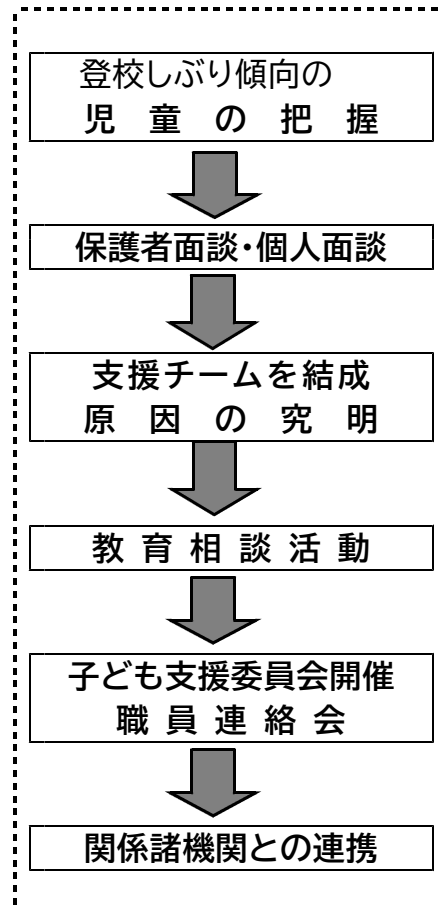 登校しぶり傾向の
児童の把握
保護者面談・個人面談
支援チームを結成
原因の究明
教育相談活動
子ども支援委員会開催
職員連絡会
関係諸機関との連携